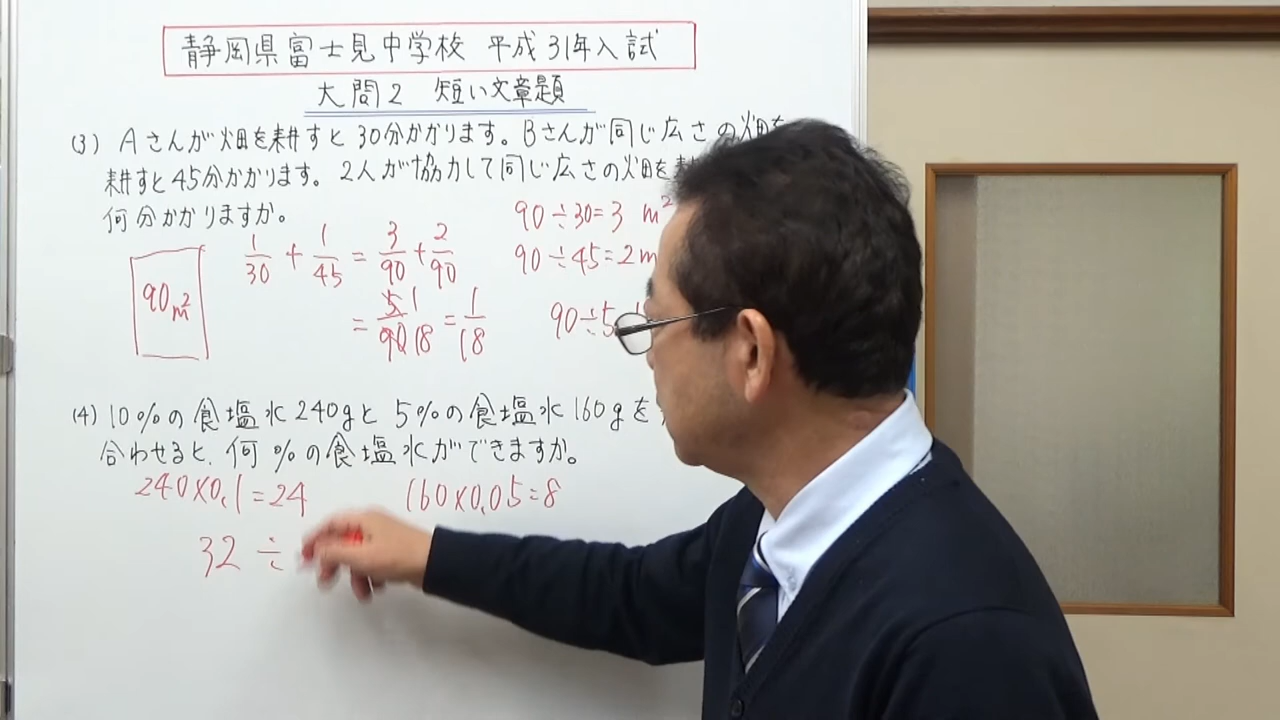 静岡県富士見中学校 平成31年入試
大問2 短い文章題
(3) Aさんが畑を耕すと30分かかります。Bさんが同じ広さの畑を
耕すと45分かかります。2人が協力して同じ広さの畑を
何分かかりますか。
90m²
1/30 + 1/45 = 3/90 + 2/90
= 5/90 1/18 = 1/18
90÷30=3 m²
90÷45=2m
90÷5
(4) 10%の食塩水240gと 5%の食塩水160gを
合わせると、何%の食塩水ができますか。
240×0.1=24 160×0.05=8
32 ÷